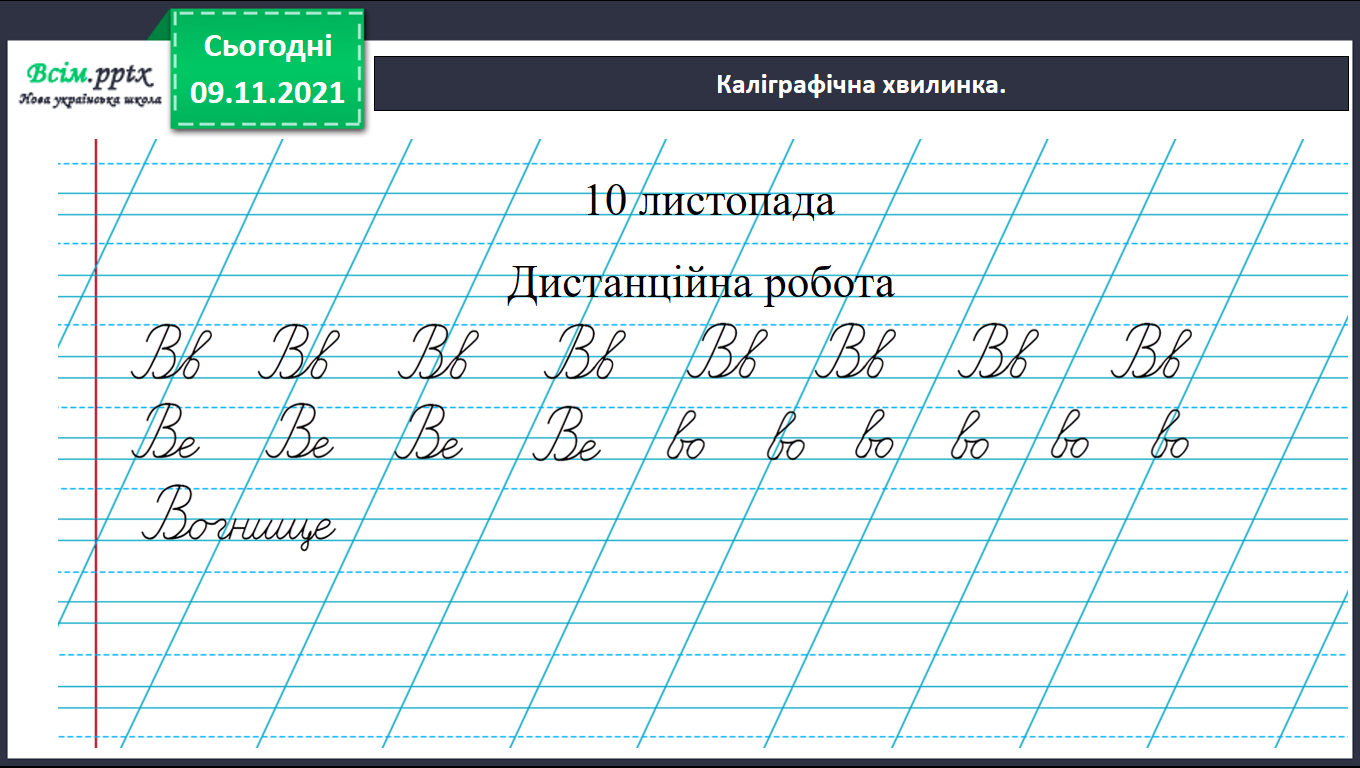 Сьогодні
09.11.2021
Всім.pptx
Нова українська школа
Каліграфічна хвилинка.
10 листопада
Дистанційна робота
Вв Вв Вв Вв Вв Вв Вв Вв
Ве Ве Ве Ве во во во во во во
Вогнище